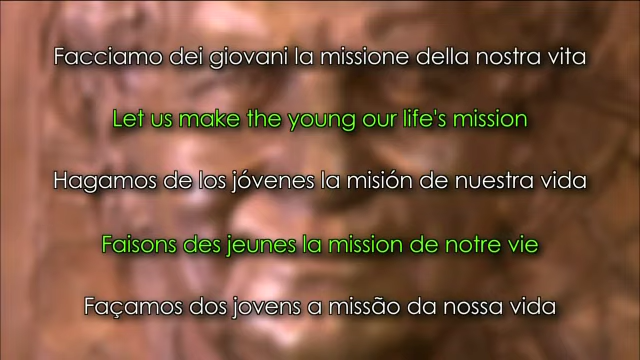 Facciamo dei giovani la missione della nostra vita
Let us make the young our life's mission
Hagamos de los jóvenes la misión de nuestra vida
Faisons des jeunes la mission de notre vie
Façamos dos jovens a missão da nossa vida